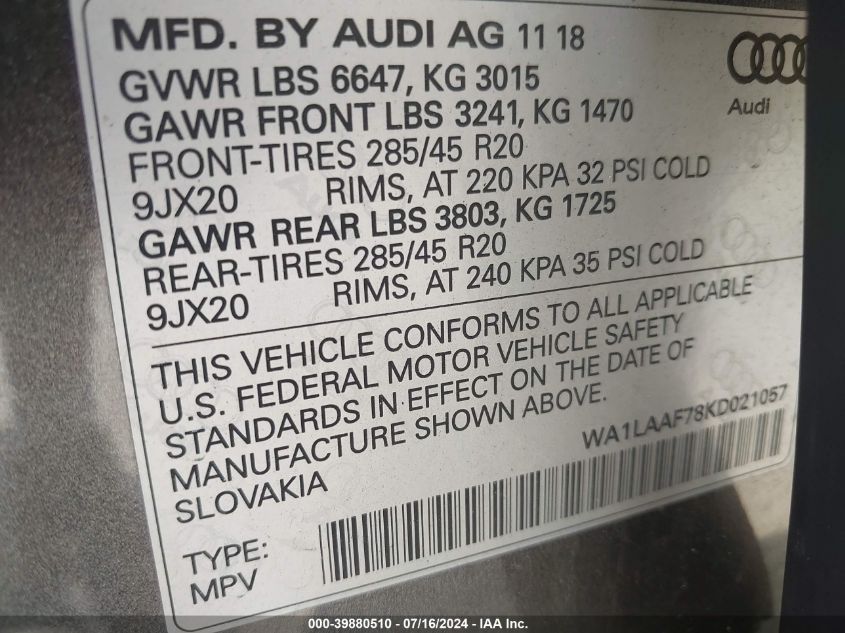 MFD. BY AUDI AG 11 18
GVWR LBS 6647, KG 3015
GAWR FRONT LBS 3241, KG 1470
FRONT-TIRES 285/45 R20
9JX20 RIMS, AT 220 KPA 32 PSI COLD
GAWR REAR LBS 3803, KG 1725
REAR-TIRES 285/45 R20
9JX20 RIMS, AT 240 KPA 35 PSI COLD
Audi
THIS VEHICLE CONFORMS TO ALL APPLICABLE
U.S. FEDERAL MOTOR VEHICLE SAFETY
STANDARDS IN EFFECT ON THE DATE OF
MANUFACTURE SHOWN ABOVE.
SLOVAKIA
WA1LAAF78KD021057
TYPE:
MPV
000-39880510 - 07/16/2024 - IAA Inc.